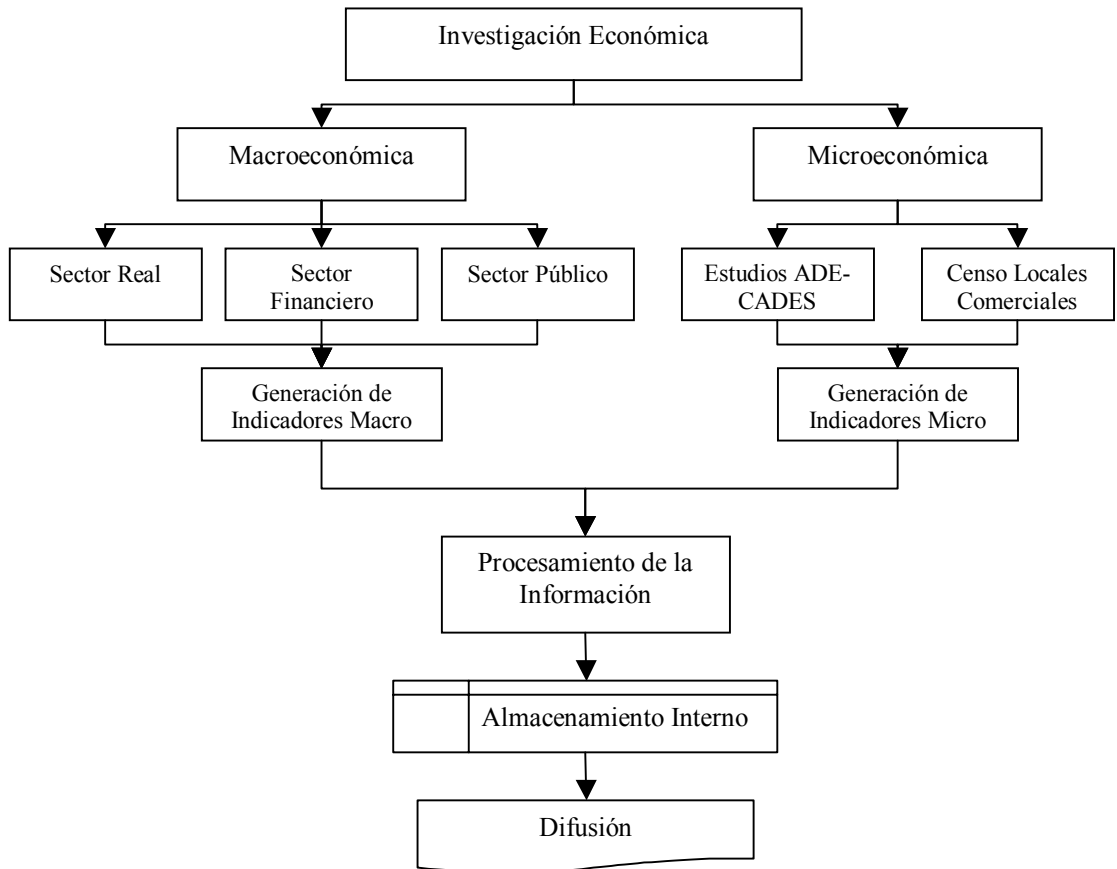 Investigación Económica
Macroeconómica
Microeconómica
Sector Real
Sector
Financiero
Sector Público
Estudios ADE-
CADES
Censo Locales
Comerciales
Generación de
Indicadores Macro
Generación de
Indicadores Micro
Procesamiento de la
Información
Almacenamiento Interno
Difusión